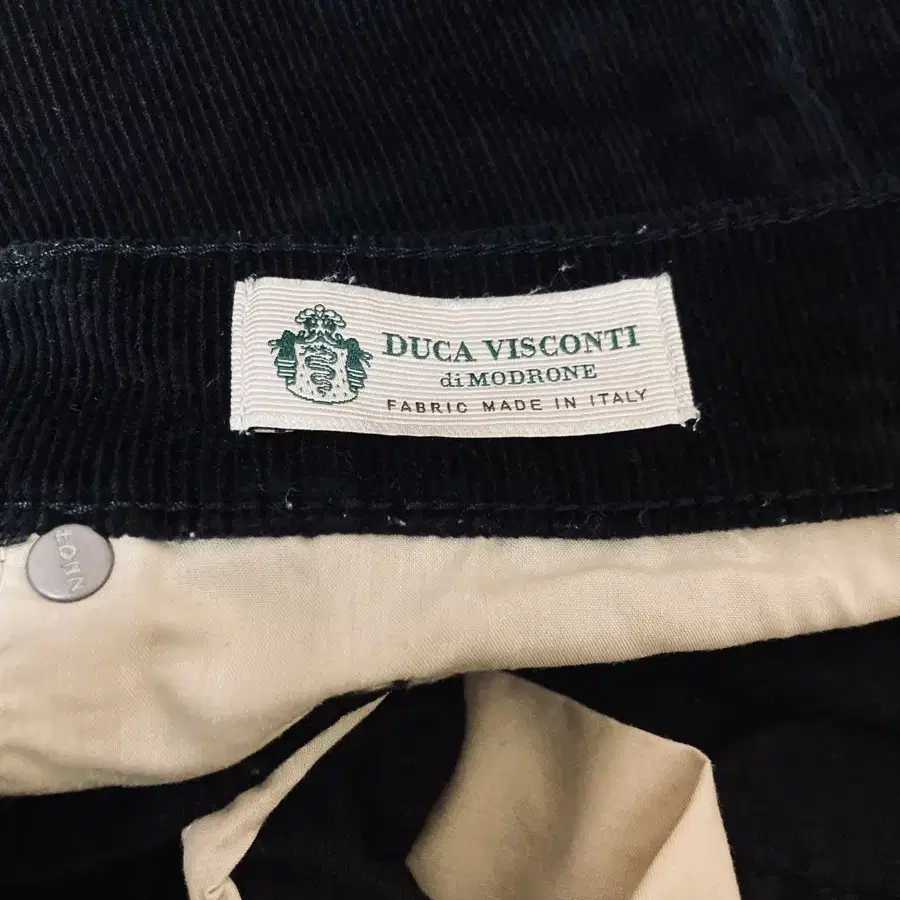 DUCA VISCONTI
di MODRONE
FABRIC MADE IN ITALY